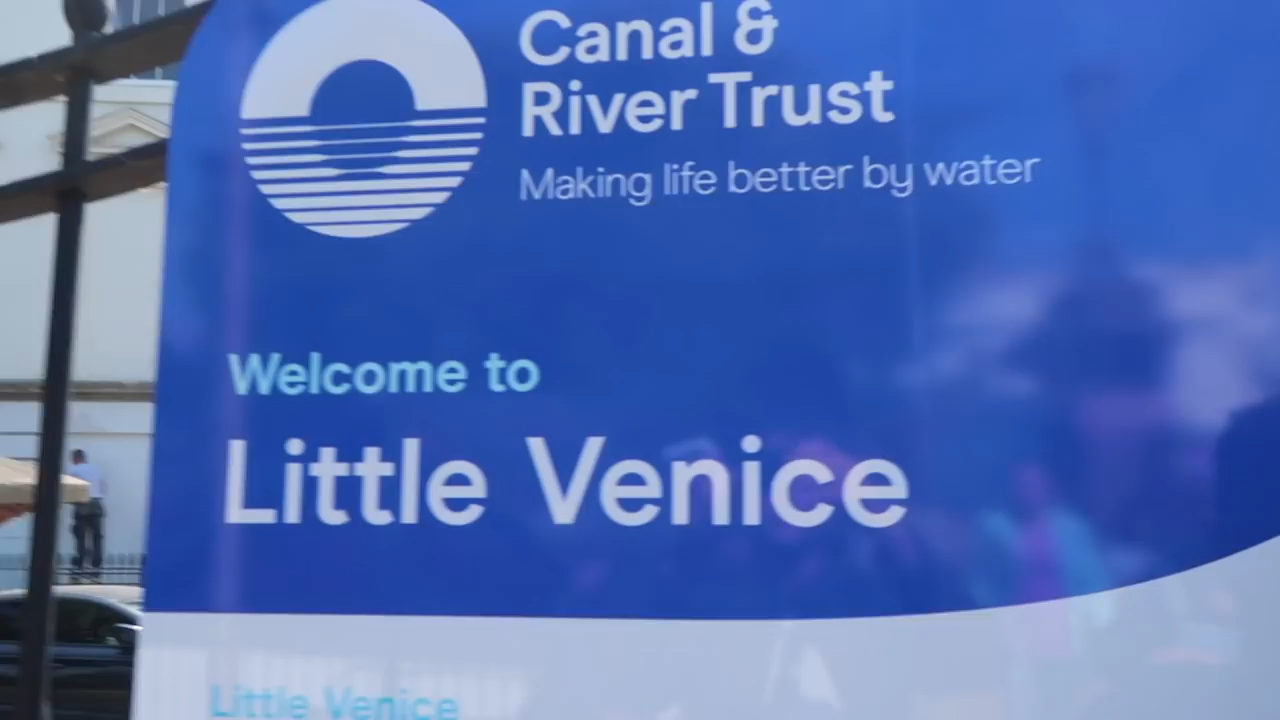 Canal &
River Trust
Making life better by water
Welcome to
Little Venice
Little Venice